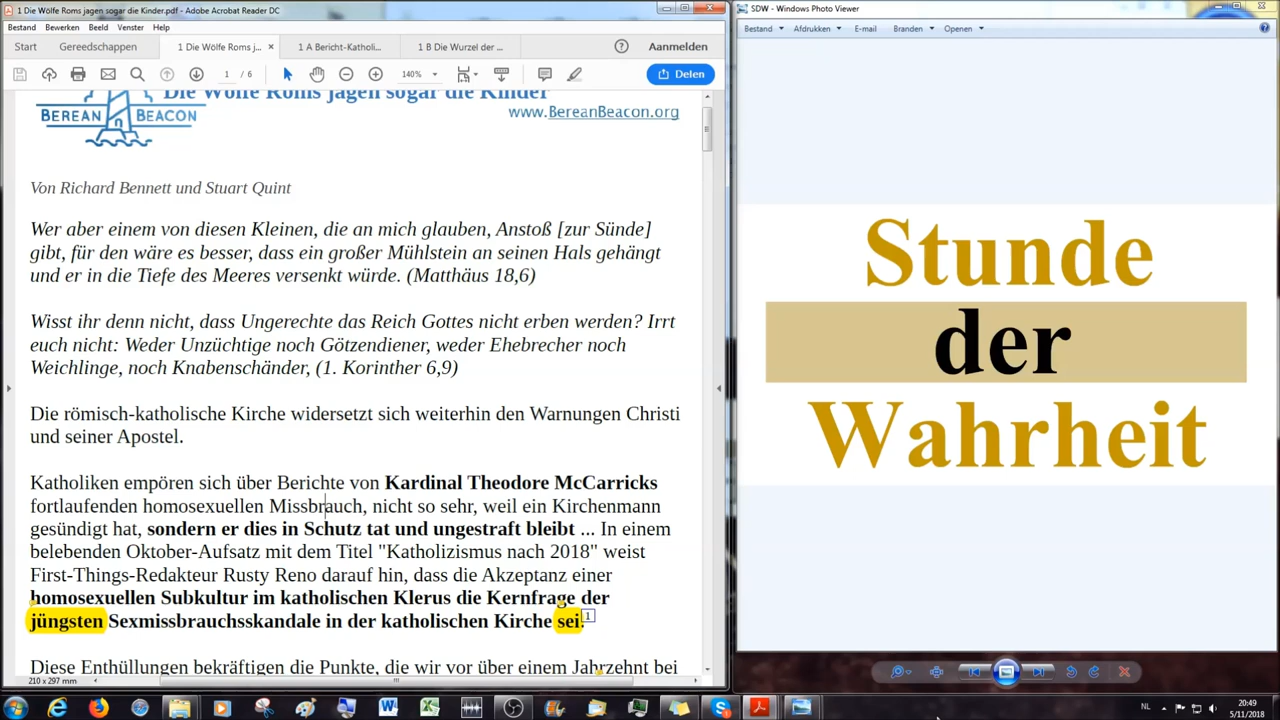 1 Die Wölfe Roms jagen sogar die Kinder.pdf - Adobe Acrobat Reader DC
Bestand Bewerken Beeld Venster Help
Start Gereedschappen 1 Die Wölfe Roms j... × 1 A Bericht-Katholi... 1 B Die Wurzel der ... Anmelden
1 / 6 140% Delen
Die Wölfe Roms jagen sogar die Kinder
BEREAN BEACON
www.BereanBeacon.org
Von Richard Bennett und Stuart Quint
Wer aber einem von diesen Kleinen, die an mich glauben, Anstoß [zur Sünde]
gibt, für den wäre es besser, dass ein großer Mühlstein an seinen Hals gehängt
und er in die Tiefe des Meeres versenkt würde. (Matthäus 18,6)
Wisst ihr denn nicht, dass Ungerechte das Reich Gottes nicht erben werden? Irrt
euch nicht: Weder Unzüchtige noch Götzendiener, weder Ehebrecher noch
Weichlinge, noch Knabenschänder, (1. Korinther 6,9)
Die römisch-katholische Kirche widersetzt sich weiterhin den Warnungen Christi
und seiner Apostel.
Katholiken empören sich über Berichte von Kardinal Theodore McCarricks
fortlaufenden homosexuellen Missbrauch, nicht so sehr, weil ein Kirchenmann
gesündigt hat, sondern er dies in Schutz tat und ungestraft bleibt ... In einem
belebenden Oktober-Aufsatz mit dem Titel "Katholizismus nach 2018" weist
First-Things-Redakteur Rusty Reno darauf hin, dass die Akzeptanz einer
homosexuellen Subkultur im katholischen Klerus die Kernfrage der
jüngsten Sexmissbrauchsskandale in der katholischen Kirche sei.1
Diese Enthüllungen bekräftigen die Punkte, die wir vor über einem Jahrzehnt bei
210 x 297 mm
SDW - Windows Photo Viewer
Bestand Afdrukken E-mail Branden Openen
Stunde
der
Wahrheit
NL
20:49
5/11/2018